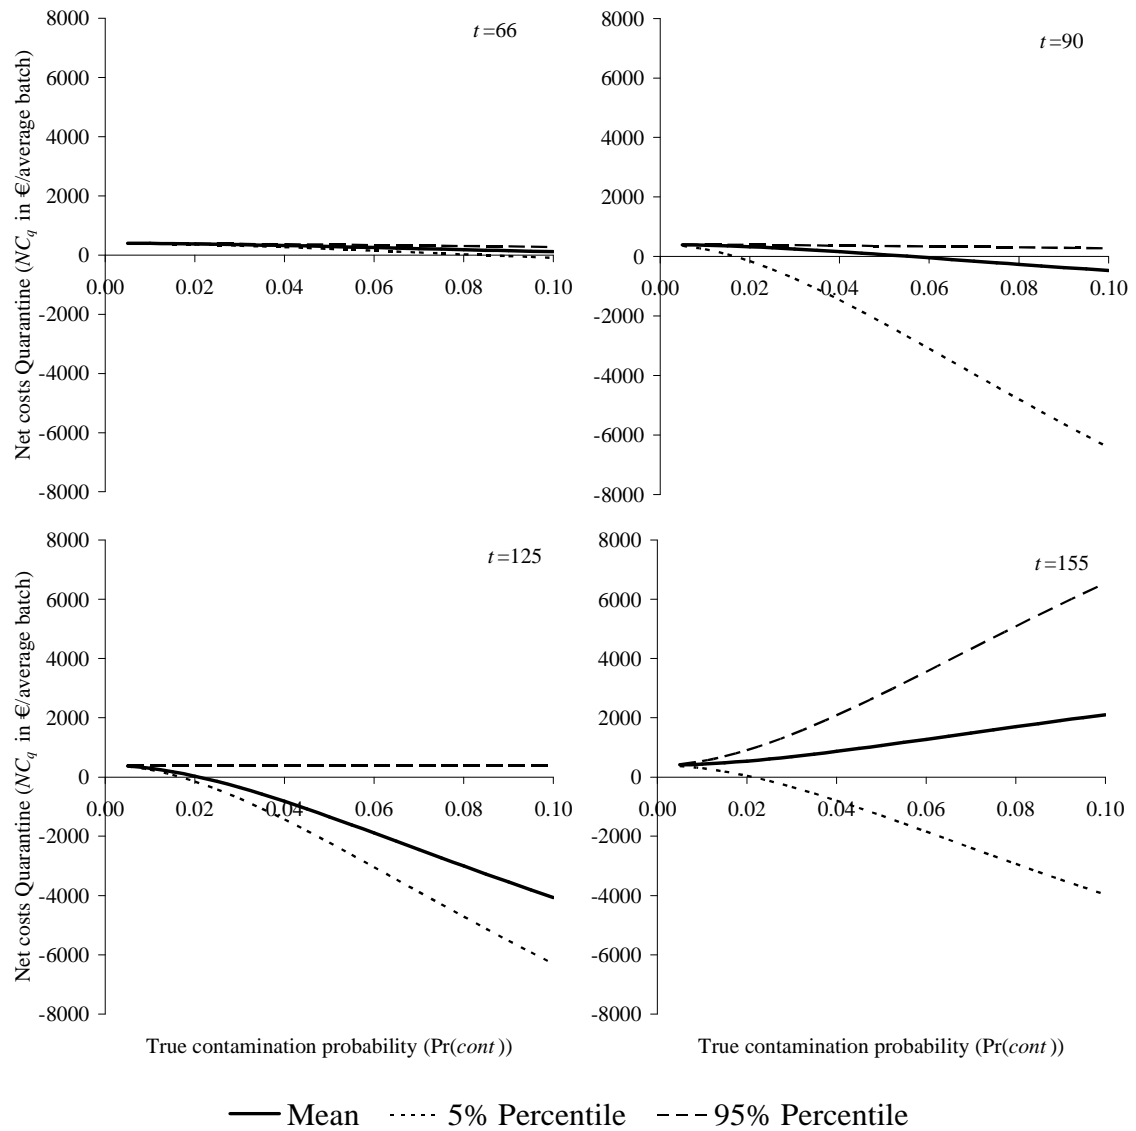 t=66
8000
6000
4000
2000
0
-2000
-4000
-6000
-8000
0.00 0.02 0.04 0.06 0.08 0.10
Net costs Quarantine (NCq in €/average batch)
t=90
8000
6000
4000
2000
0
-2000
-4000
-6000
-8000
0.00 0.02 0.04 0.06 0.08 0.10
t=125
8000
6000
4000
2000
0
-2000
-4000
-6000
-8000
0.00 0.02 0.04 0.06 0.08 0.10
Net costs Quarantine (NCq in €/average batch)
True contamination probability (Pr(cont))
t=155
8000
6000
4000
2000
0
-2000
-4000
-6000
-8000
0.00 0.02 0.04 0.06 0.08 0.10
True contamination probability (Pr(cont))
Mean 5% Percentile 95% Percentile